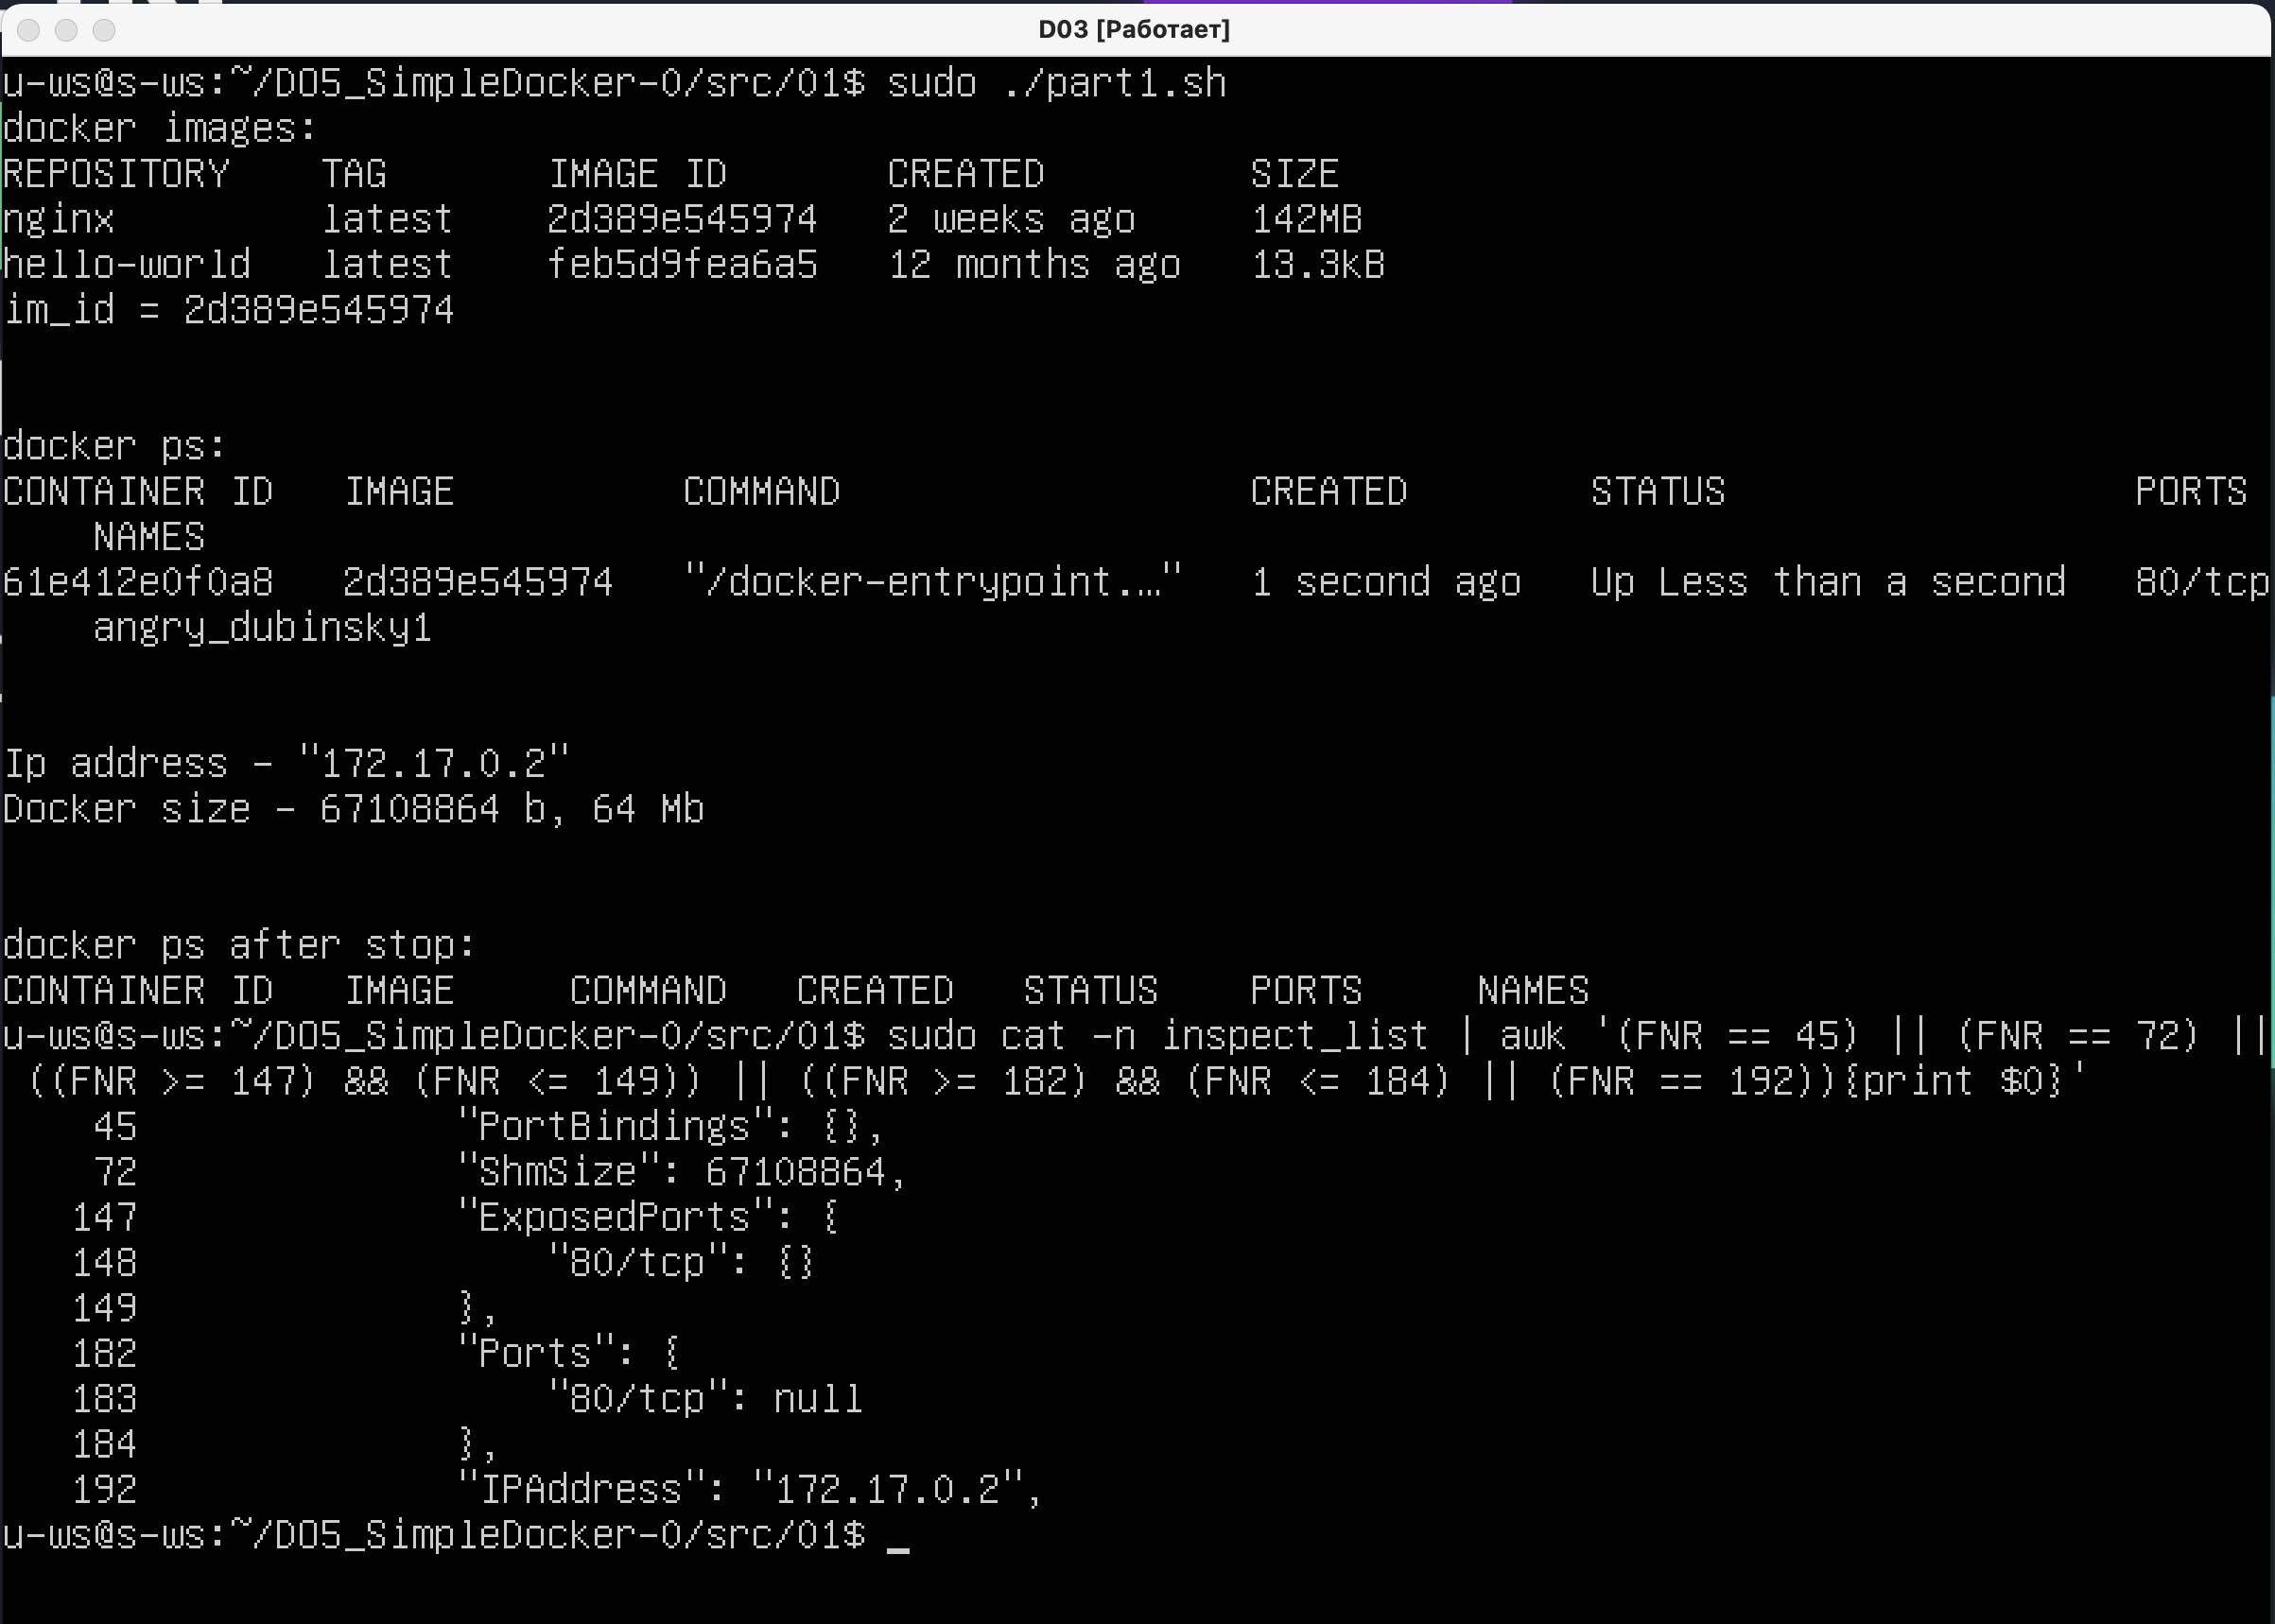 D03 [Работает]
u-ws@s-ws:~/DO5_SimpleDocker-0/src/01$ sudo ./part1.sh
docker images:
REPOSITORY    TAG       IMAGE ID       CREATED         SIZE
nginx         latest    2d389e545974   2 weeks ago     142MB
hello-world   latest    feb5d9fea6a5   12 months ago   13.3kB
im_id = 2d389e545974
docker ps:
CONTAINER ID   IMAGE          COMMAND                  CREATED        STATUS                  PORTS
    NAMES
61e412e0f0a8   2d389e545974   "/docker-entrypoint.…"   1 second ago   Up Less than a second   80/tcp
    angry_dubinsky1
Ip address - "172.17.0.2"
Docker size - 67108864 b, 64 Mb
docker ps after stop:
CONTAINER ID   IMAGE     COMMAND   CREATED   STATUS    PORTS     NAMES
u-ws@s-ws:~/DO5_SimpleDocker-0/src/01$ sudo cat -n inspect_list | awk '(FNR == 45) || (FNR == 72) ||
 ((FNR >= 147) && (FNR <= 149)) || ((FNR >= 182) && (FNR <= 184) || (FNR == 192)){print $0}'
    45              "PortBindings": {},
    72              "ShmSize": 67108864,
   147              "ExposedPorts": {
   148                  "80/tcp": {}
   149              },
   182              "Ports": {
   183                  "80/tcp": null
   184              },
   192              "IPAddress": "172.17.0.2",
u-ws@s-ws:~/DO5_SimpleDocker-0/src/01$ _